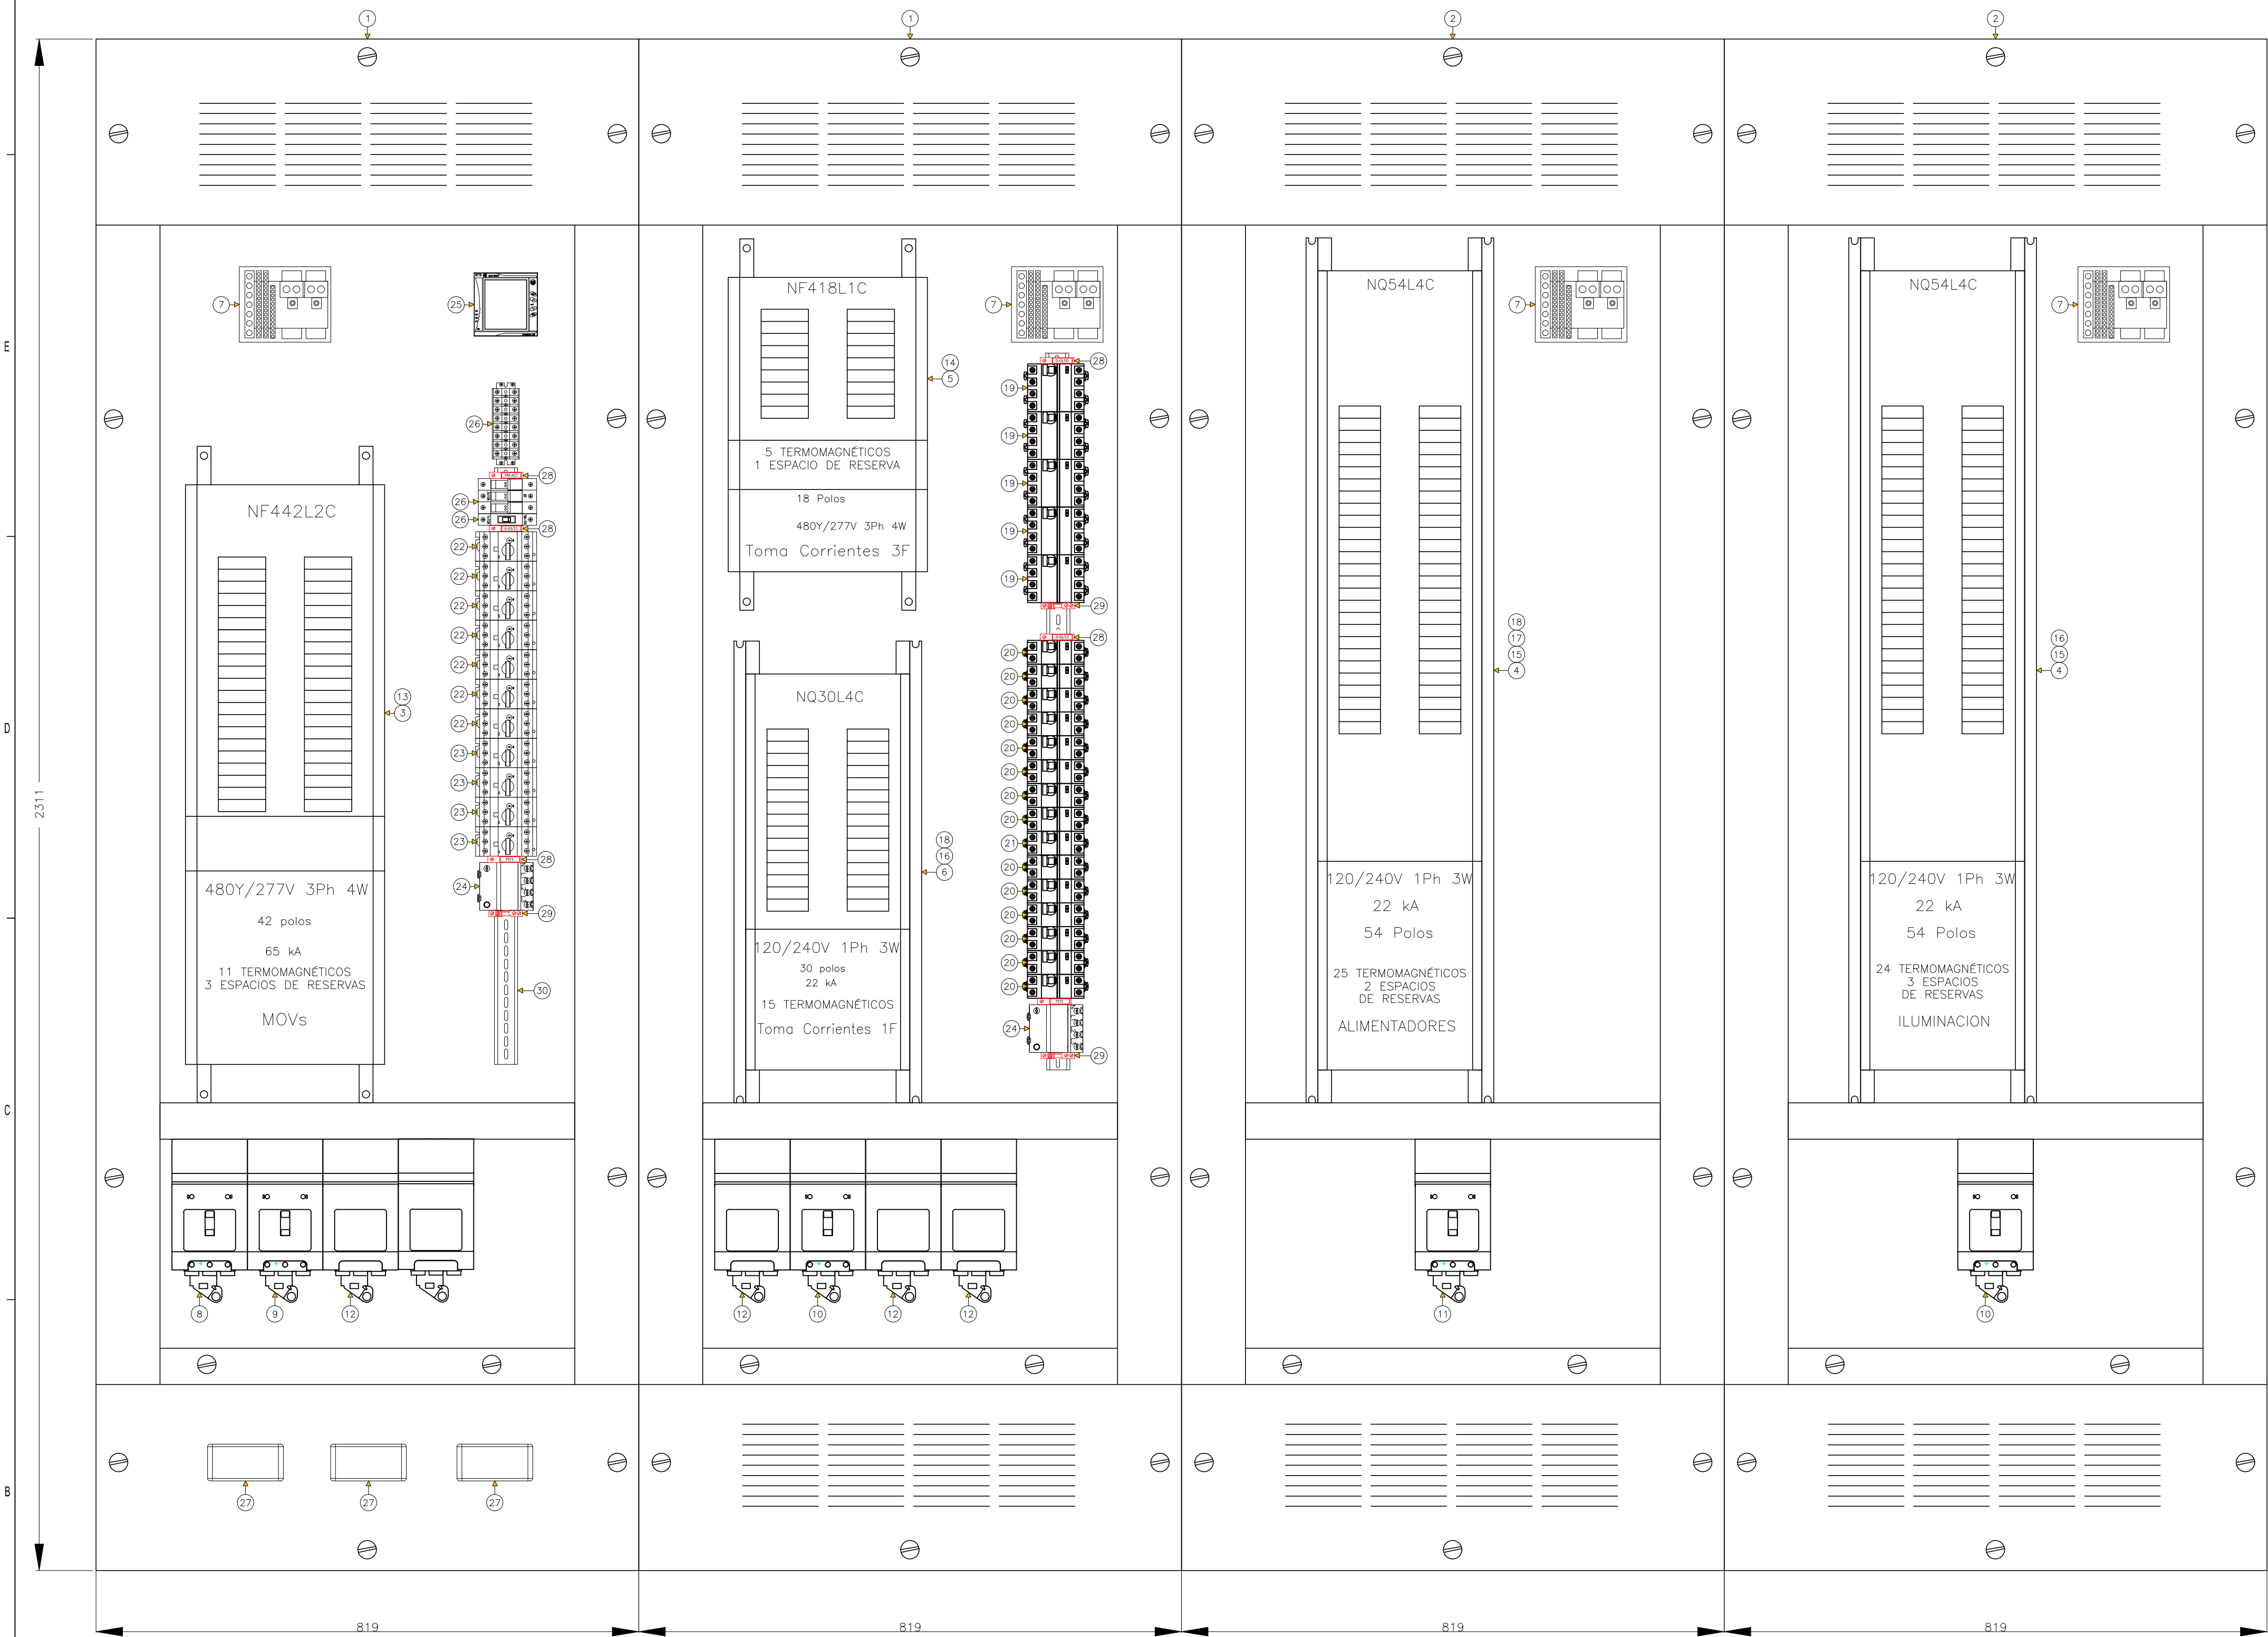 1
1
2
2
E
D
C
B
2311
7
25
26
28
26
26
28
22
22
22
22
22
22
22
23
23
23
23
28
24
29
30
13
3
NF442L2C
480Y/277V 3Ph 4W
42 polos
65 kA
11 TERMOMAGNÉTICOS
3 ESPACIOS DE RESERVAS
MOVs
8
9
12
27
27
27
NF418L1C
5 TERMOMAGNÉTICOS
1 ESPACIO DE RESERVA
18 Polos
480Y/277V 3Ph 4W
Toma Corrientes 3F
14
5
7
28
19
19
19
19
19
29
28
20
20
20
20
20
20
20
20
21
20
20
20
20
20
20
24
29
NQ30L4C
120/240V 1Ph 3W
30 polos
22 kA
15 TERMOMAGNÉTICOS
Toma Corrientes 1F
18
16
6
12
10
12
12
NQ54L4C
7
18
17
15
4
120/240V 1Ph 3W
22 kA
54 Polos
25 TERMOMAGNÉTICOS
2 ESPACIOS
DE RESERVAS
ALIMENTADORES
11
NQ54L4C
7
16
15
4
120/240V 1Ph 3W
22 kA
54 Polos
24 TERMOMAGNÉTICOS
3 ESPACIOS
DE RESERVAS
ILUMINACION
10
819
819
819
819